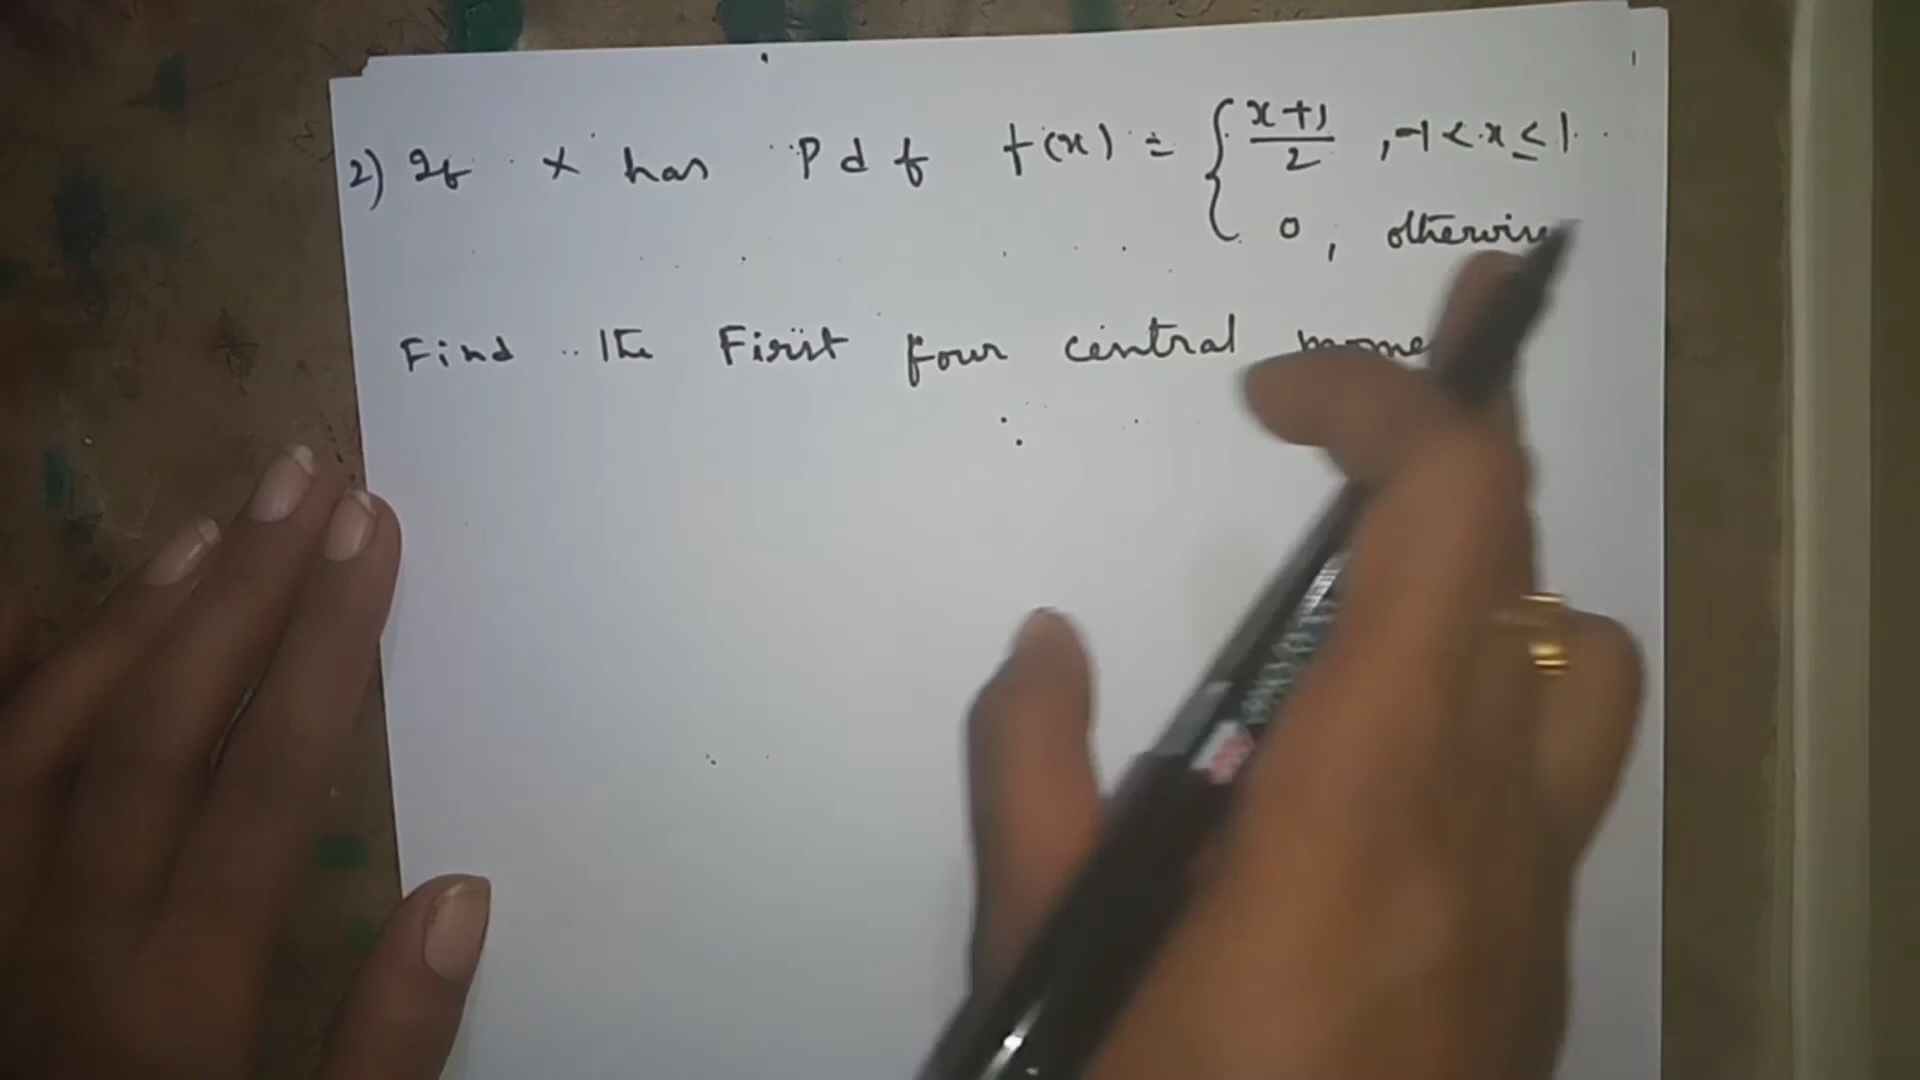 2) If x has Pdf f(x) = { x+1/2 , -1 < x ≤ 1
0 , otherwise
Find the First four central